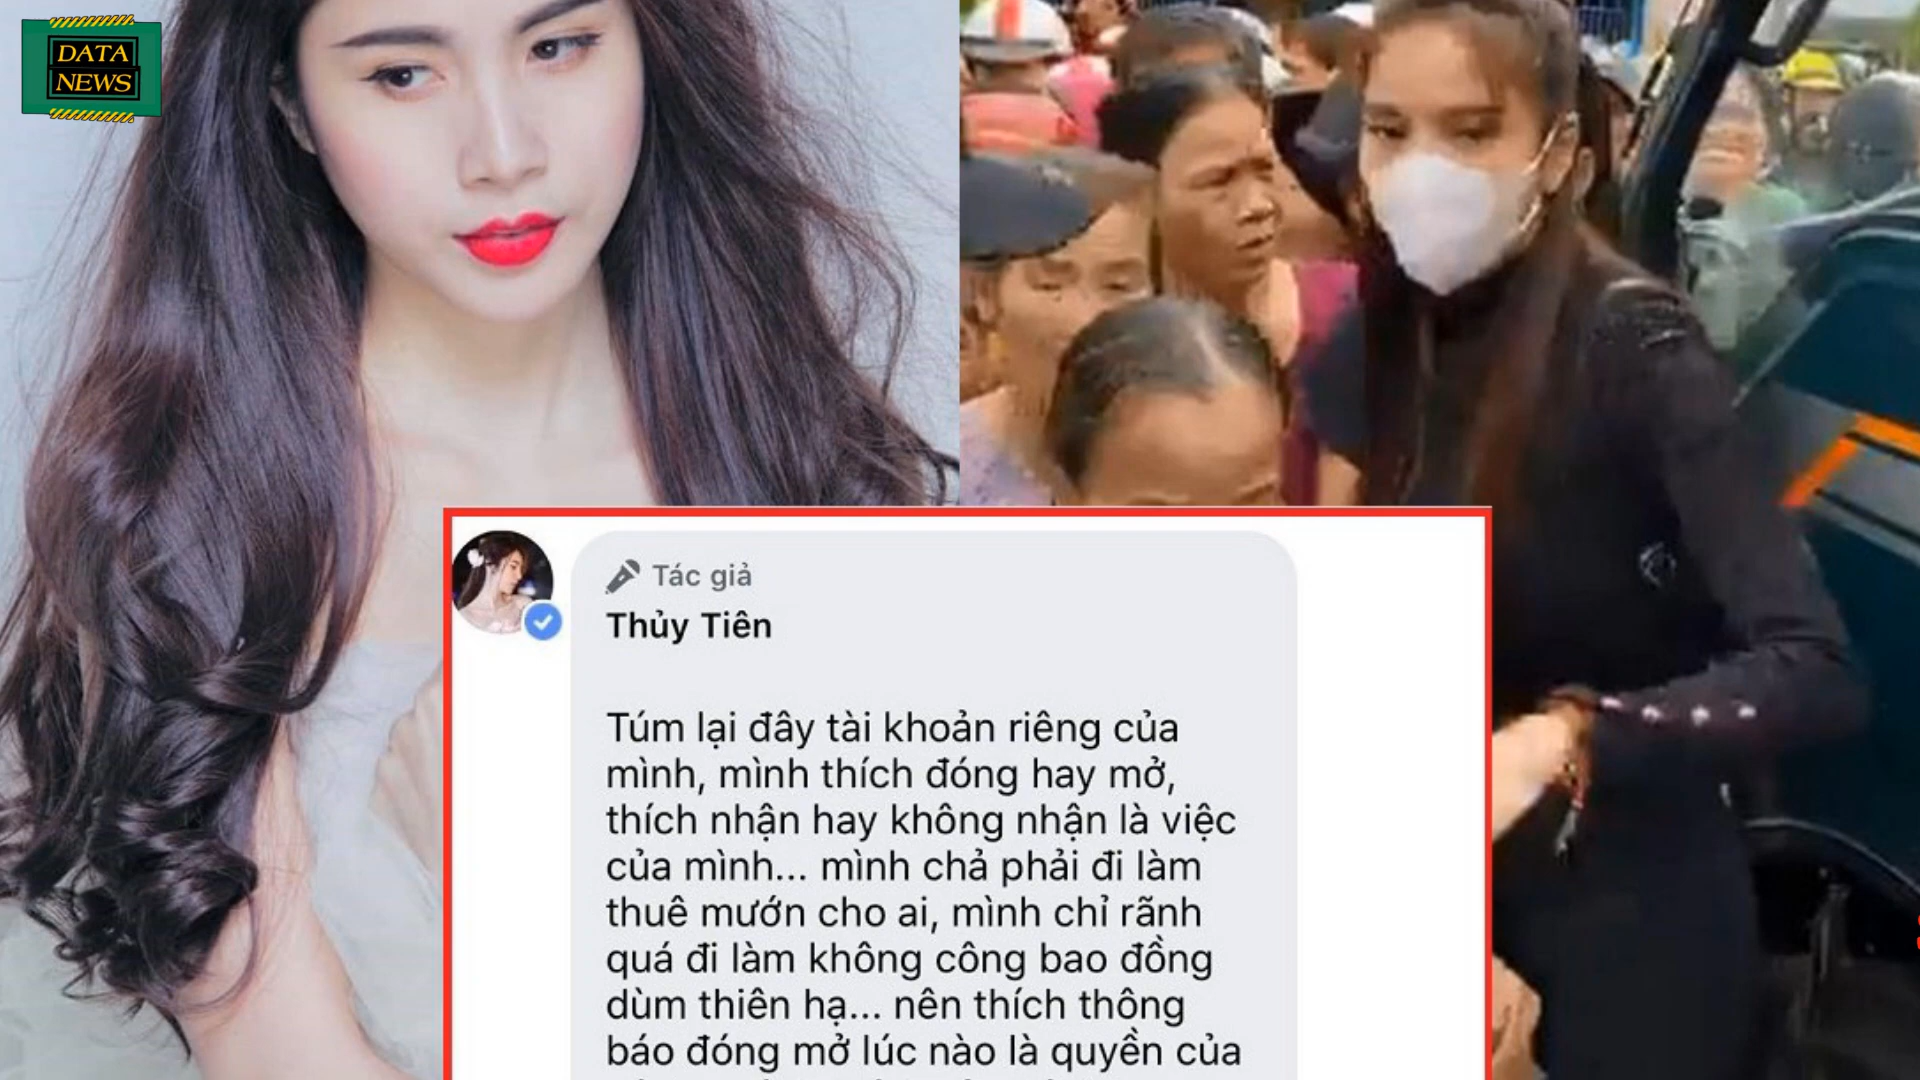 DATA
NEWS
Tác giả
Thủy Tiên
Túm lại đây tài khoản riêng của
mình, mình thích đóng hay mở,
thích nhận hay không nhận là việc
của mình... mình chả phải đi làm
thuê mướn cho ai, mình chỉ rãnh
quá đi làm không công bao đồng
dùm thiên hạ... nên thích thông
báo đóng mở lúc nào là quyền của